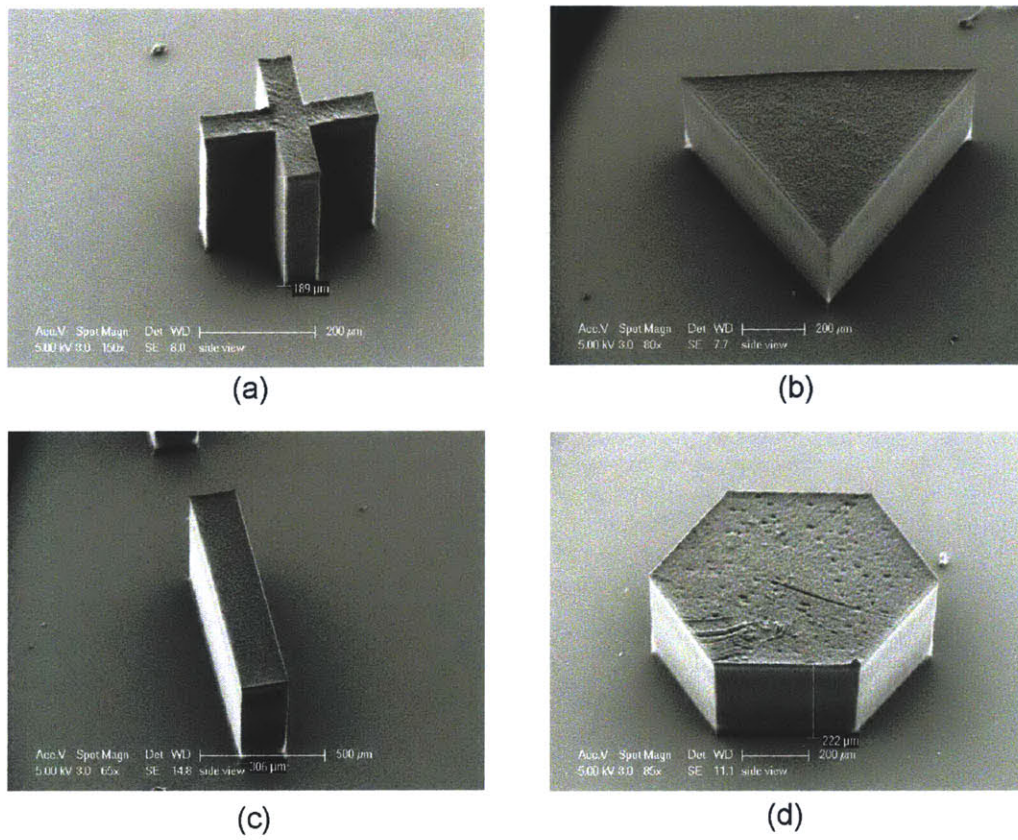 189 µm
Acc.V Spot Magn Det WD 200 µm
5.00 kV 3.0 150x SE 8.0 side view
(a)
Acc.V Spot Magn Det WD 200 µm
5.00 kV 3.0 80x SE 7.7 side view
(b)
Acc.V Spot Magn Det WD 500 µm
5.00 kV 3.0 65x SE 14.8 side view
306 µm
(c)
222 µm
Acc.V Spot Magn Det WD 200 µm
5.00 kV 3.0 85x SE 11.1 side view
(d)